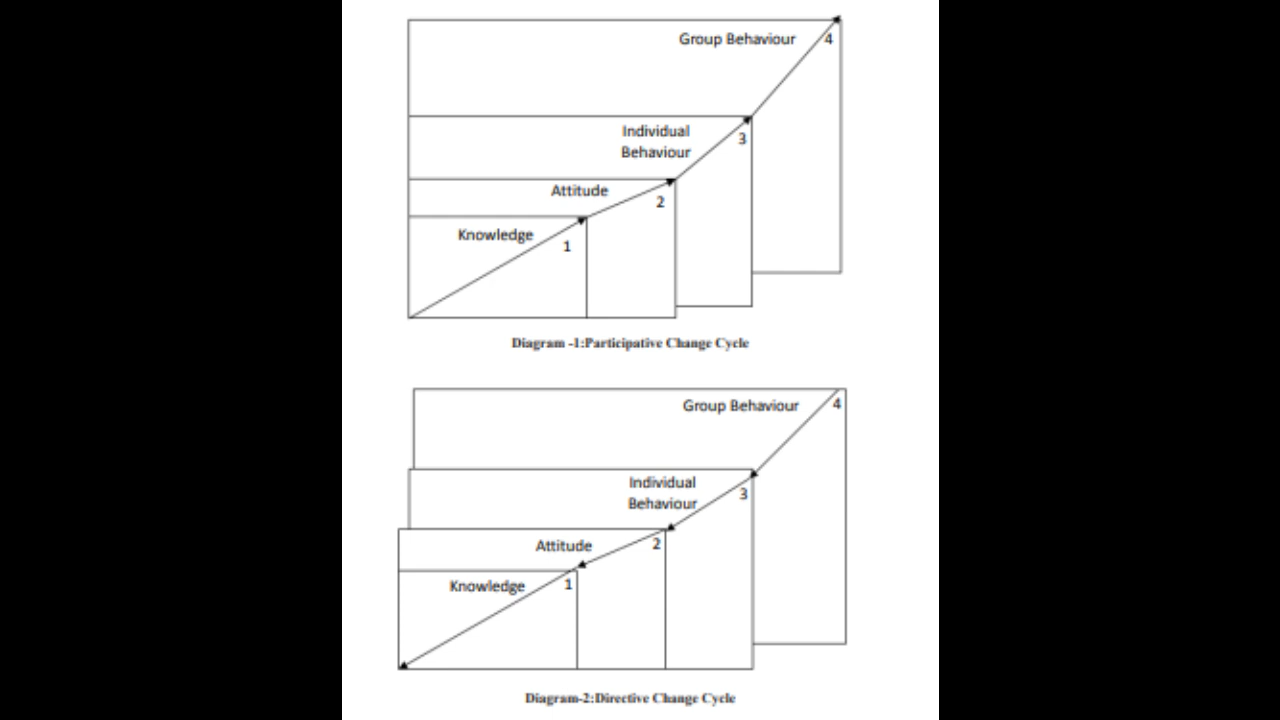 Group Behaviour 4
Individual
Behaviour
3
Attitude
2
Knowledge
1
Diagram -1:Participative Change Cycle
Group Behaviour 4
Individual
Behaviour
3
Attitude 2
Knowledge 1
Diagram-2:Directive Change Cycle